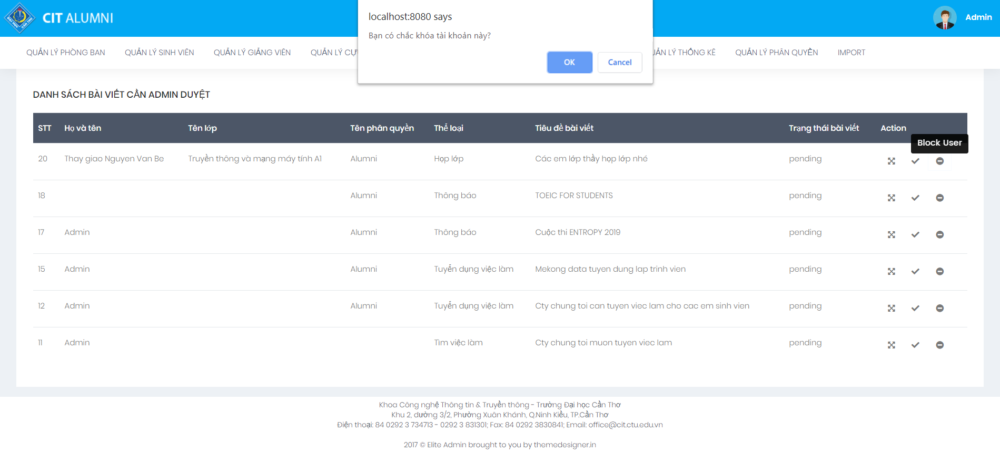 CIT ALUMNI
localhost:8080 says
Bạn có chắc khóa tài khoản này?
OK Cancel
Admin
QUẢN LÝ PHÒNG BAN QUẢN LÝ SINH VIÊN QUẢN LÝ GIẢNG VIÊN QUẢN LÝ LÝ THỐNG KÊ QUẢN LÝ PHÂN QUYỀN IMPORT
DANH SÁCH BÀI VIẾT CẦN ADMIN DUYỆT
STT Họ và tên Tên lớp Tên phân quyền Thể loại Tiêu đề bài viết Trạng thái bài viết Action
Block User
20 Thay giao Nguyen Van Be Truyền thông và mạng máy tính A1 Alumni Họp lớp Các em lớp thầy họp lớp nhé pending
18 Alumni Thông báo TOEIC FOR STUDENTS pending
17 Admin Alumni Thông báo Cuộc thi ENTROPY 2019 pending
15 Admin Alumni Tuyển dụng việc làm Mekong data tuyen dung lap trinh vien pending
12 Admin Alumni Tuyển dụng việc làm Cty chung toi can tuyen viec lam cho cac em sinh vien pending
11 Admin Tìm việc làm Cty chung toi muon tuyen viec lam pending
Khoa Công nghệ Thông tin & Truyền thông - Trường Đại học Cần Thơ
Khu 2, đường 3/2, Phường Xuân Khánh, Q.Ninh Kiều, TP.Cần Thơ
Điện thoại: 84 0292 3 734713 - 0292 3 831301; Fax: 84 0292 3830841; Email: office@cit.ctu.edu.vn
2017 © Elite Admin brought to you by themedesigner.in